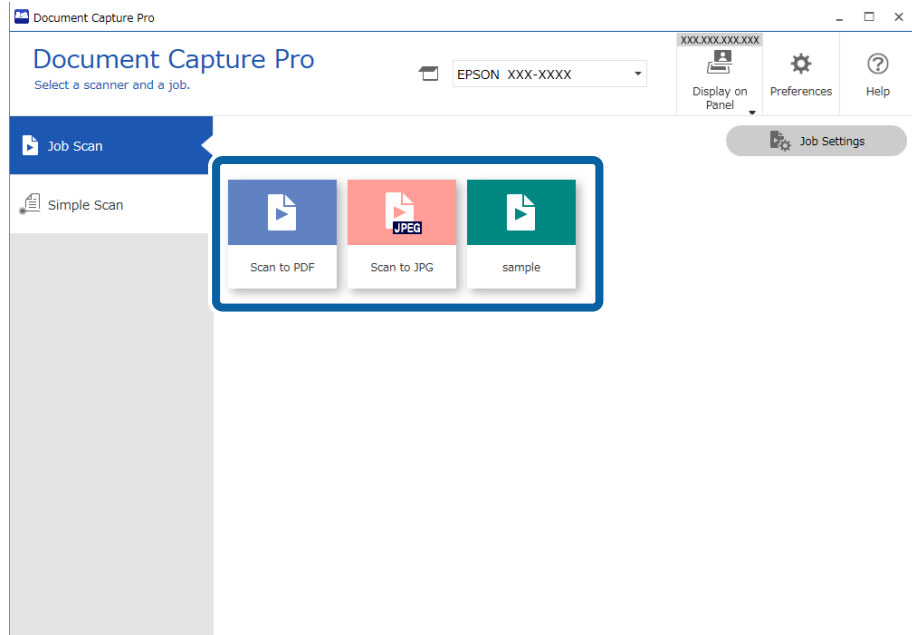 Document Capture Pro
Document Capture Pro
Select a scanner and a job.
EPSON XXX-XXXX
XXX.XXX.XXX.XXX
Display on
Panel
Preferences
Help
Job Scan
Job Settings
Simple Scan
JPEG
Scan to PDF
Scan to JPG
sample